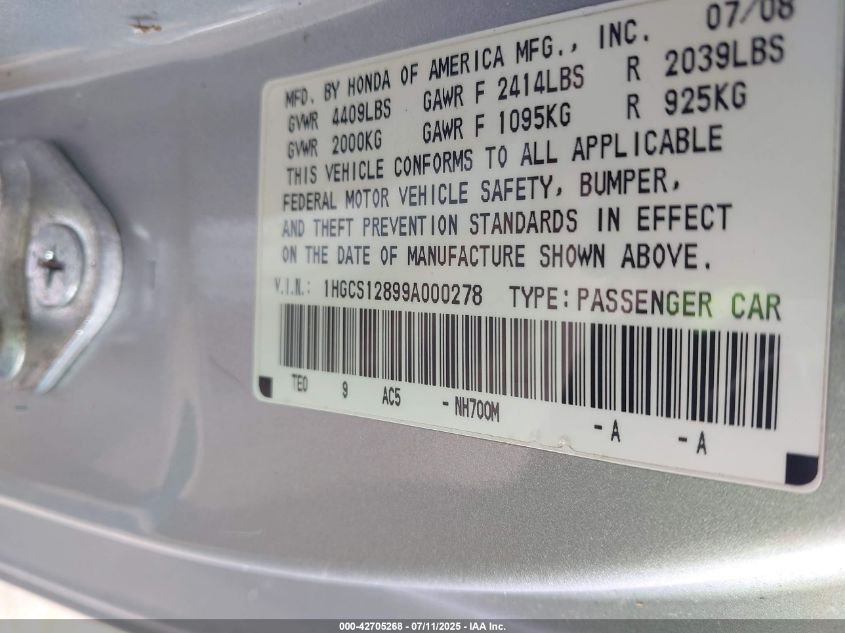 07/08
MFD. BY HONDA OF AMERICA MFG., INC.
GVWR 4409LBS GAWR F 2414LBS R 2039LBS
GVWR 2000KG GAWR F 1095KG R 925KG
THIS VEHICLE CONFORMS TO ALL APPLICABLE
FEDERAL MOTOR VEHICLE SAFETY, BUMPER,
AND THEFT PREVENTION STANDARDS IN EFFECT
ON THE DATE OF MANUFACTURE SHOWN ABOVE.
V.I.N.: 1HGCS12899A000278 TYPE:PASSENGER CAR
TE0 9 AC5 -NH700M -A -A
000-42705268 - 07/11/2025 - IAA Inc.